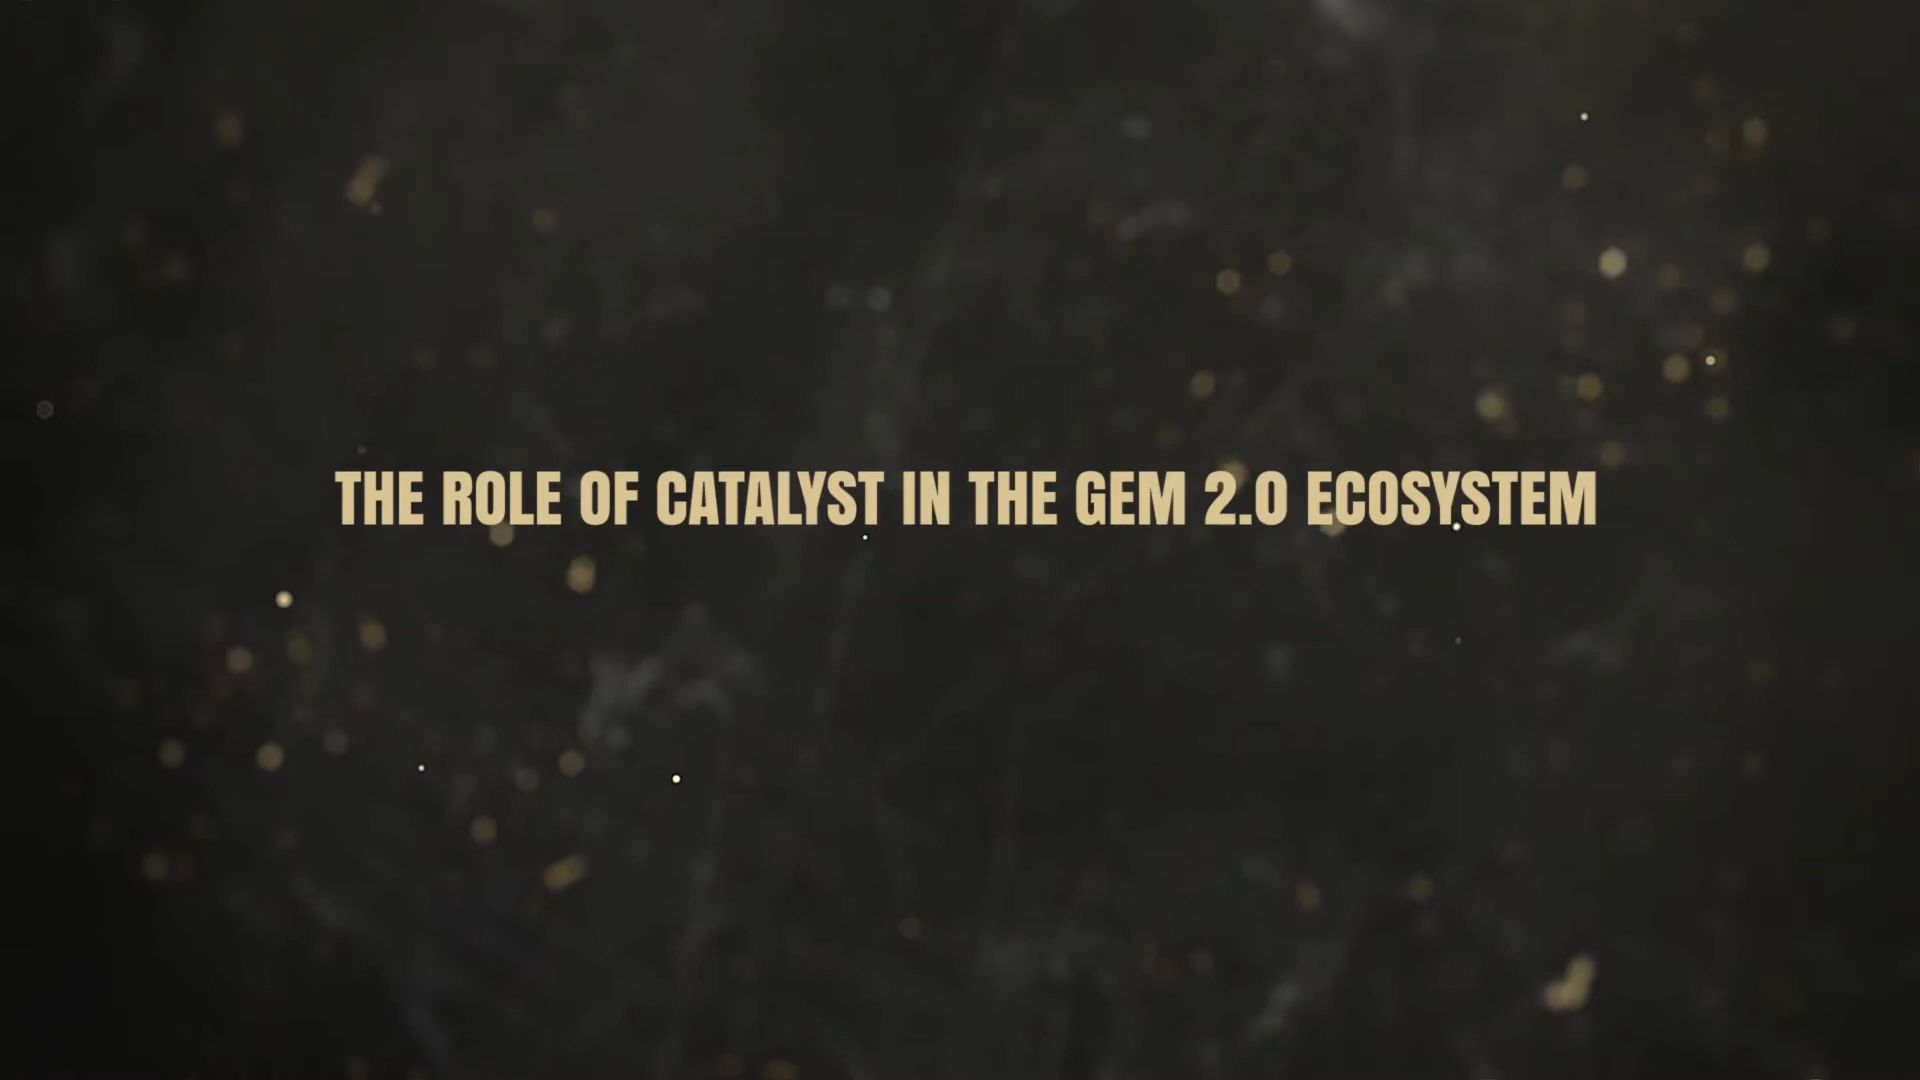 THE ROLE OF CATALYST IN THE GEM 2.0 ECOSYSTEM